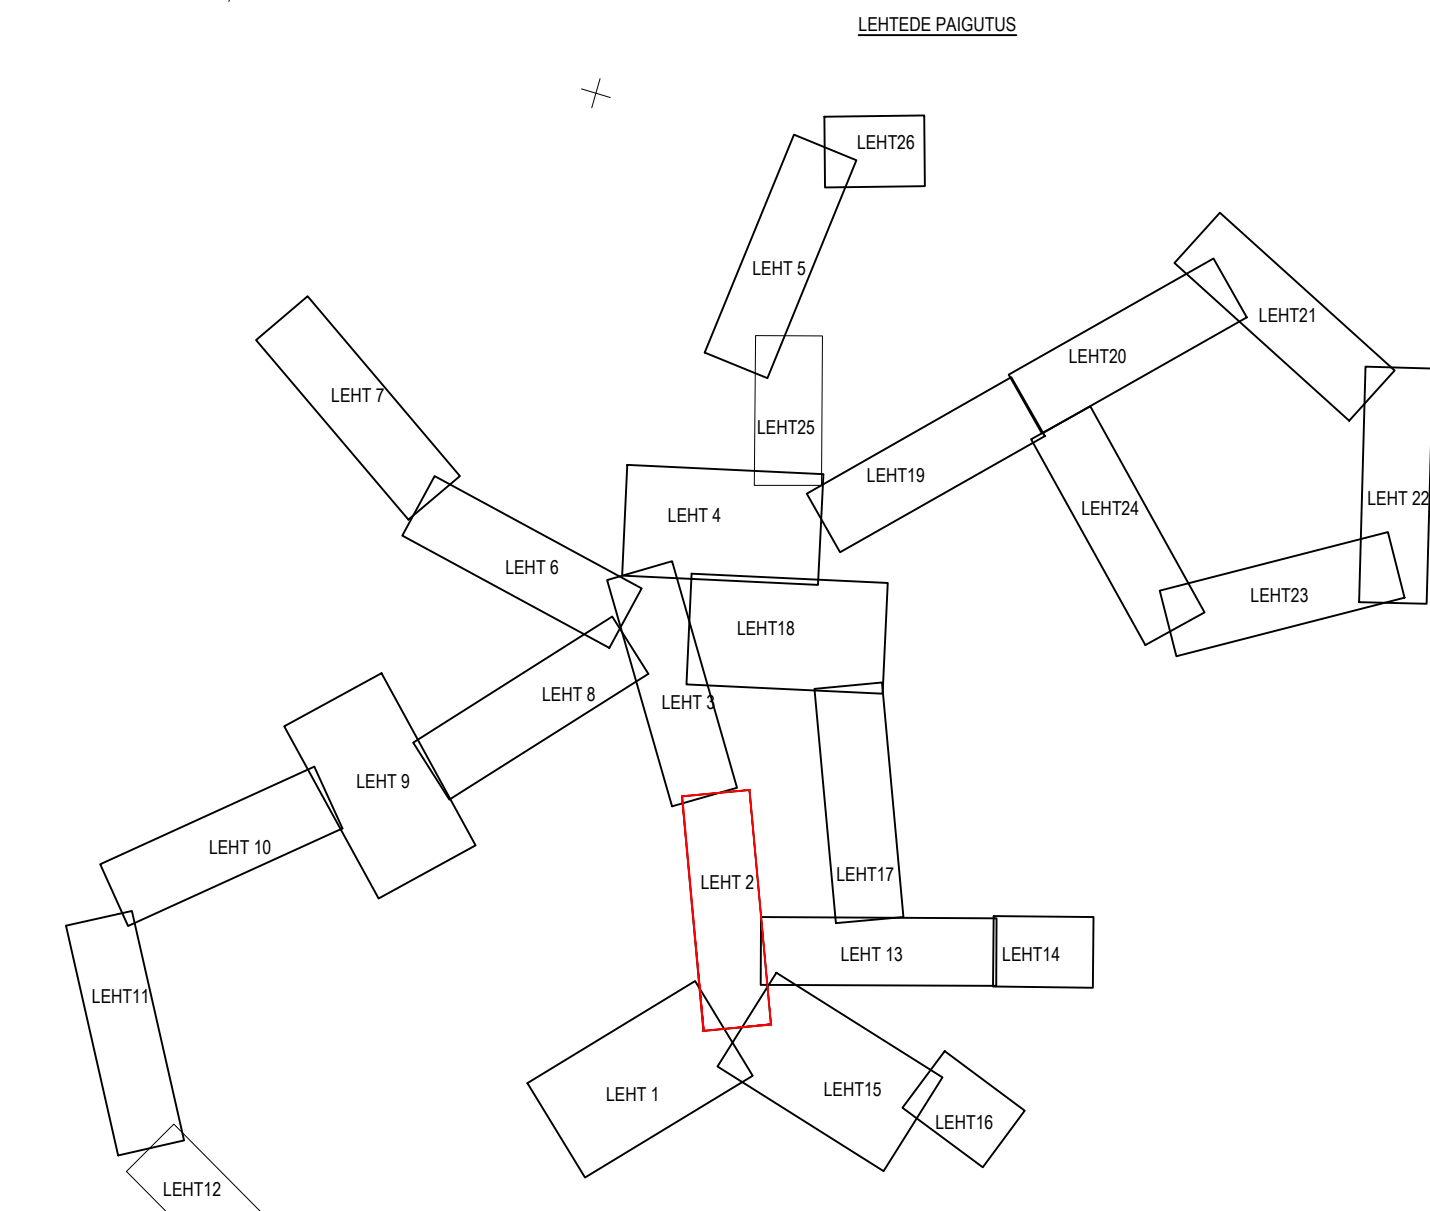 LEHTEDE PAIGUTUS
LEHT26
LEHT 5
LEHT21
LEHT20
LEHT 7
LEHT25
LEHT19
LEHT 22
LEHT24
LEHT 4
LEHT 6
LEHT23
LEHT18
LEHT 8
LEHT 3
LEHT 9
LEHT 10
LEHT17
LEHT 2
LEHT 13
LEHT14
LEHT11
LEHT15
LEHT 1
LEHT16
LEHT12